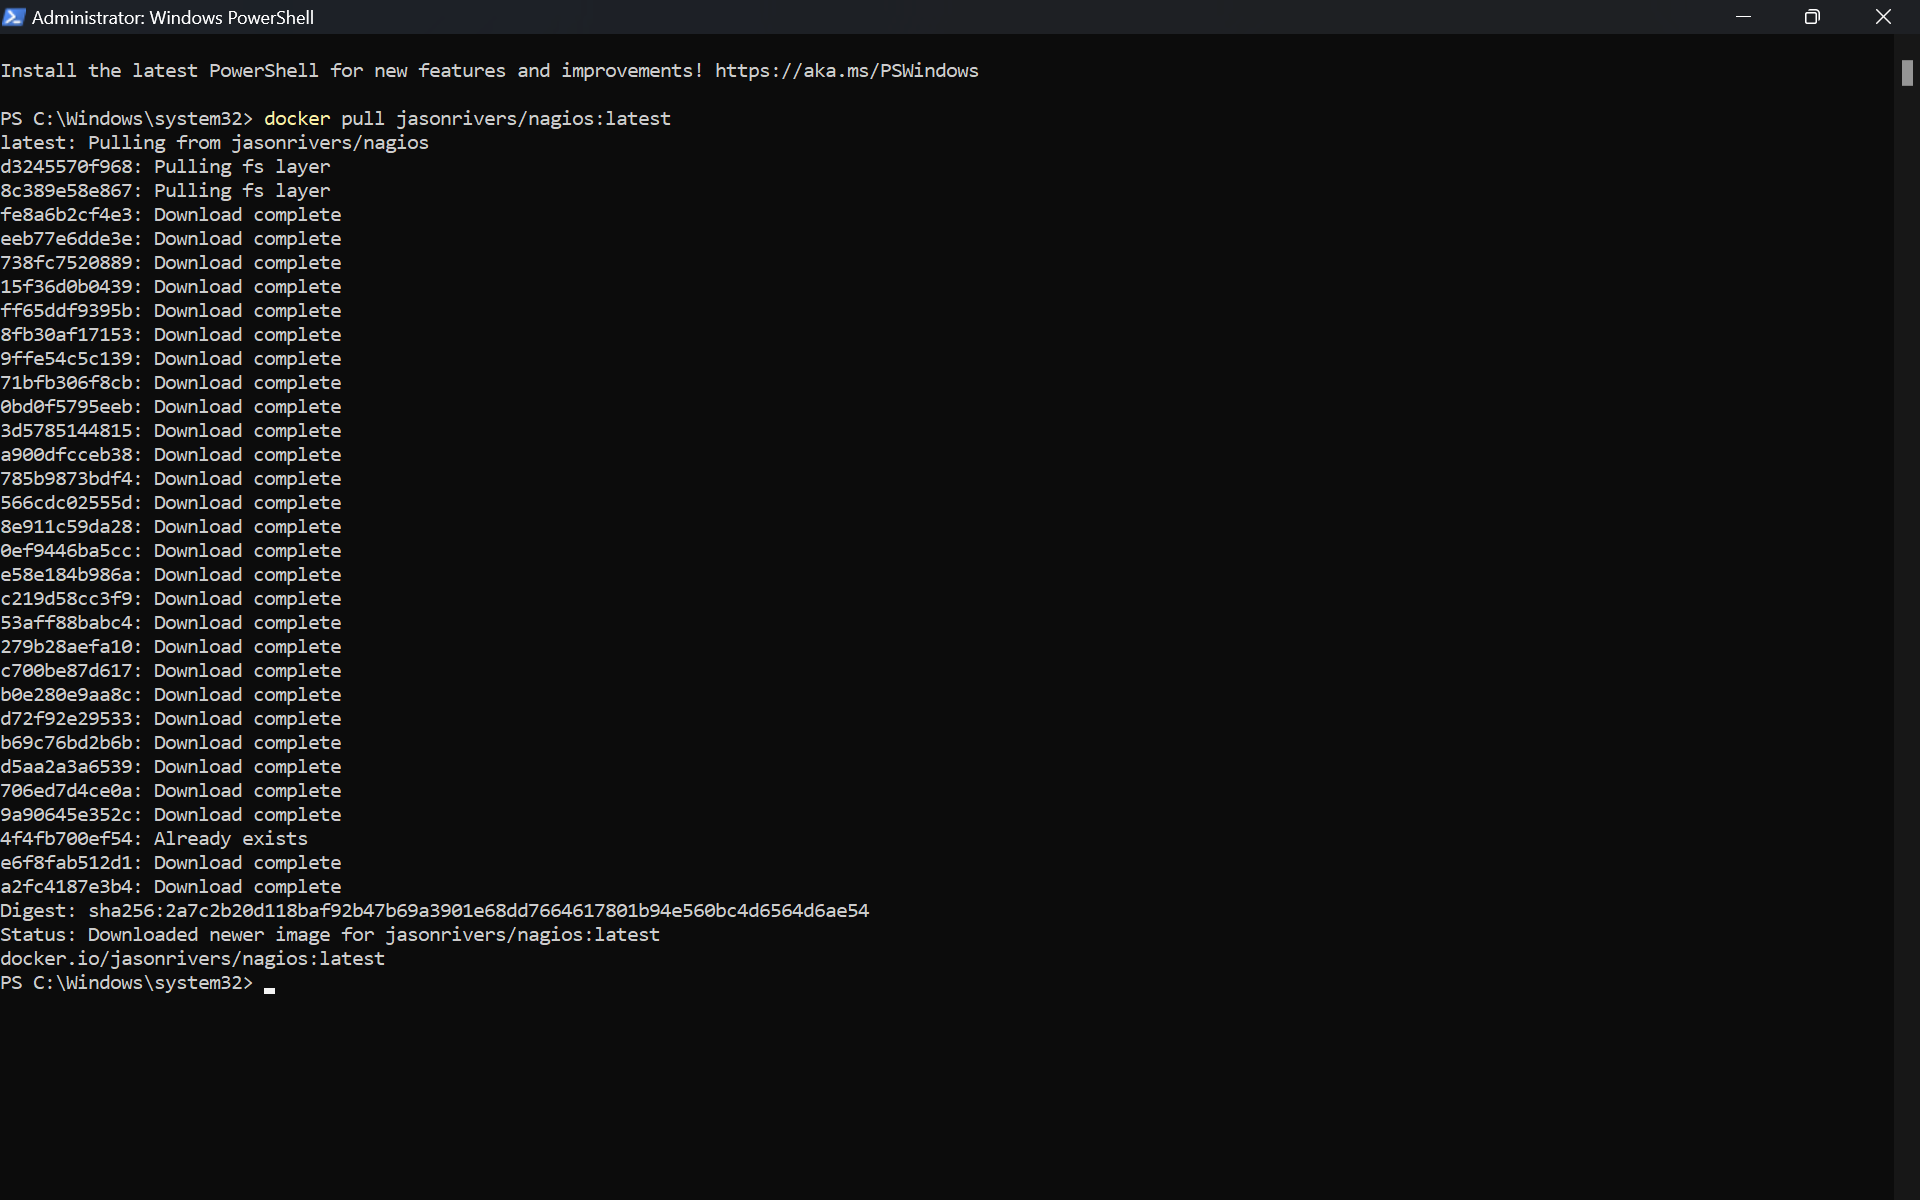 Administrator: Windows PowerShell
Install the latest PowerShell for new features and improvements! https://aka.ms/PSWindows
PS C:\Windows\system32> docker pull jasonrivers/nagios:latest
latest: Pulling from jasonrivers/nagios
d3245570f968: Pulling fs layer
8c389e58e867: Pulling fs layer
fe8a6b2cf4e3: Download complete
eeb77e6dde3e: Download complete
738fc7520889: Download complete
15f36d0b0439: Download complete
ff65ddf9395b: Download complete
8fb30af17153: Download complete
9ffe54c5c139: Download complete
71bfb306f8cb: Download complete
0bd0f5795eeb: Download complete
3d5785144815: Download complete
a900dfcceb38: Download complete
785b9873bdf4: Download complete
566cdc02555d: Download complete
8e911c59da28: Download complete
0ef9446ba5cc: Download complete
e58e184b986a: Download complete
c219d58cc3f9: Download complete
53aff88babc4: Download complete
279b28aefa10: Download complete
c700be87d617: Download complete
b0e280e9aa8c: Download complete
d72f92e29533: Download complete
b69c76bd2b6b: Download complete
d5aa2a3a6539: Download complete
706ed7d4ce0a: Download complete
9a90645e352c: Download complete
4f4fb700ef54: Already exists
e6f8fab512d1: Download complete
a2fc4187e3b4: Download complete
Digest: sha256:2a7c2b20d118baf92b47b69a3901e68dd7664617801b94e560bc4d6564d6ae54
Status: Downloaded newer image for jasonrivers/nagios:latest
docker.io/jasonrivers/nagios:latest
PS C:\Windows\system32>